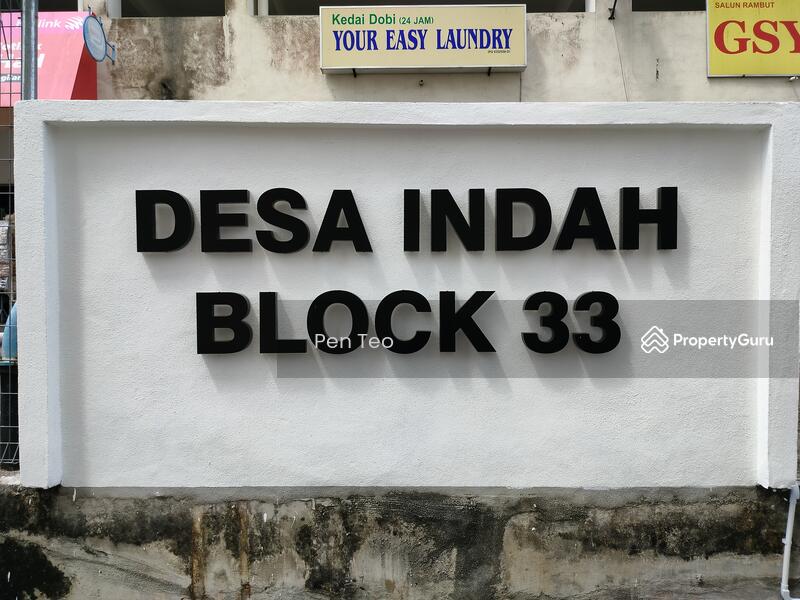 Kedai Dobi (24 JAM)
YOUR EASY LAUNDRY
SALUN RAMBUT
GSY
DESA INDAH
BLOCK 33
Pen Teo
PropertyGuru